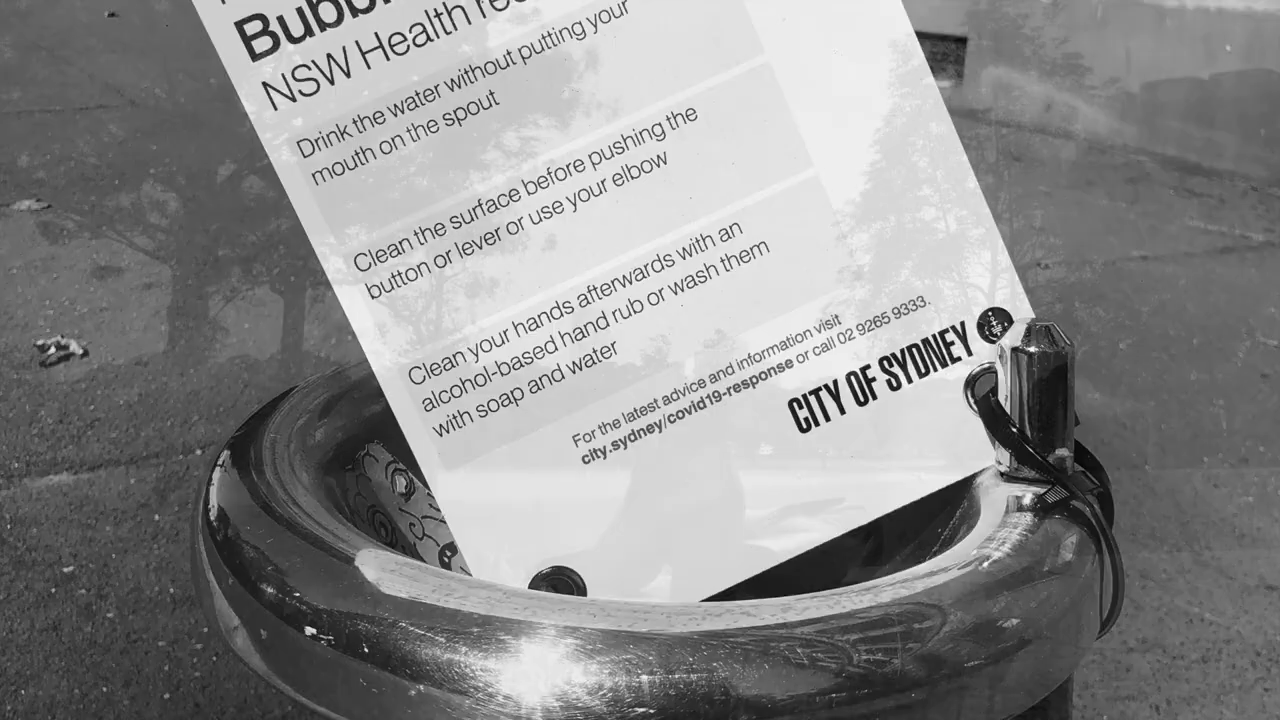 NSW Health
Drink the water without putting your
mouth on the spout
Clean the surface before pushing the
button or lever or use your elbow
Clean your hands afterwards with an
alcohol-based hand rub or wash them
with soap and water
For the latest advice and information visit
city.sydney/covid19-response or call 02 9265 9333.
CITY OF SYDNEY